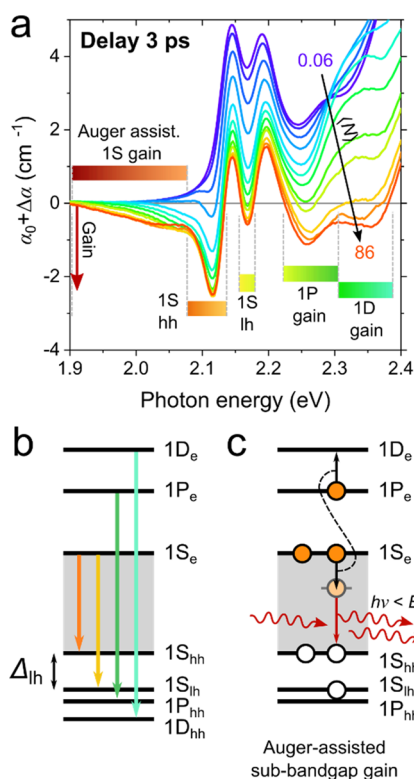 a
Delay 3 ps
0.06
⟨N⟩
86
Auger assist.
1S gain
Gain
1S
hh
1S
lh
1P
gain
1D
gain
α₀+Δα (cm⁻¹)
4
2
0
-2
-4
1.9 2.0 2.1 2.2 2.3 2.4
Photon energy (eV)
b
1Dₑ
1Pₑ
1Sₑ
Δlh
1Shh
1Slh
1Phh
1Dhh
c
1Dₑ
1Pₑ
1Sₑ
hν < E
1Shh
1Slh
1Phh
Auger-assisted
sub-bandgap gain